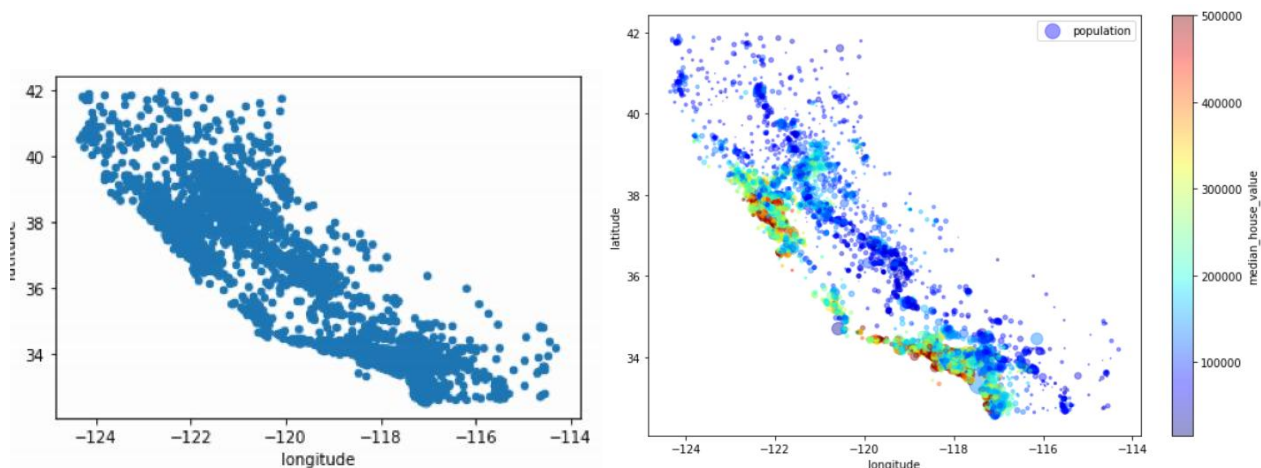 42
40
38
36
34
latitude
−124 −122 −120 −118 −116 −114
longitude
population
42
40
38
36
34
latitude
−124 −122 −120 −118 −116 −114
longitude
500000
400000
300000
200000
100000
median_house_value